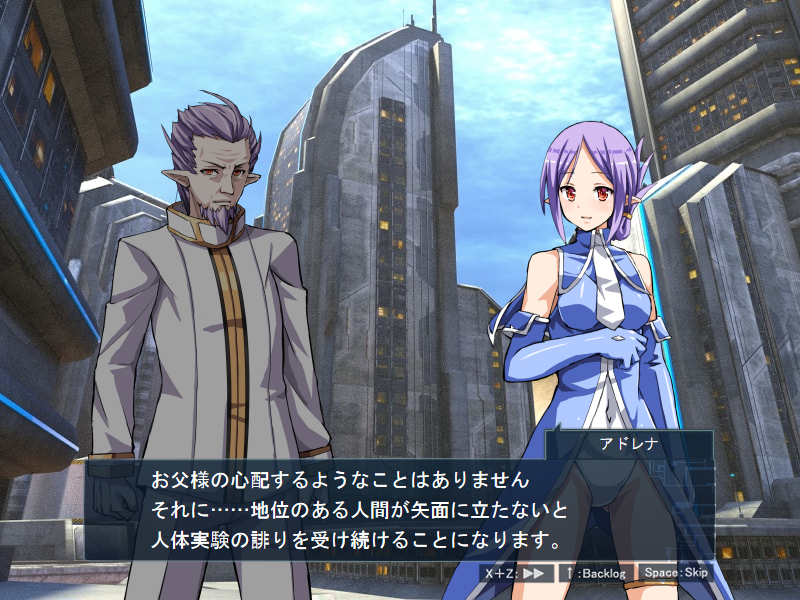 アドレナ
お父様の心配するようなことはありません
それに……地位のある人間が矢面に立たないと
人体実験の誹りを受け続けることになります。
X+Z:▶▶ ↑:Backlog Space:Skip